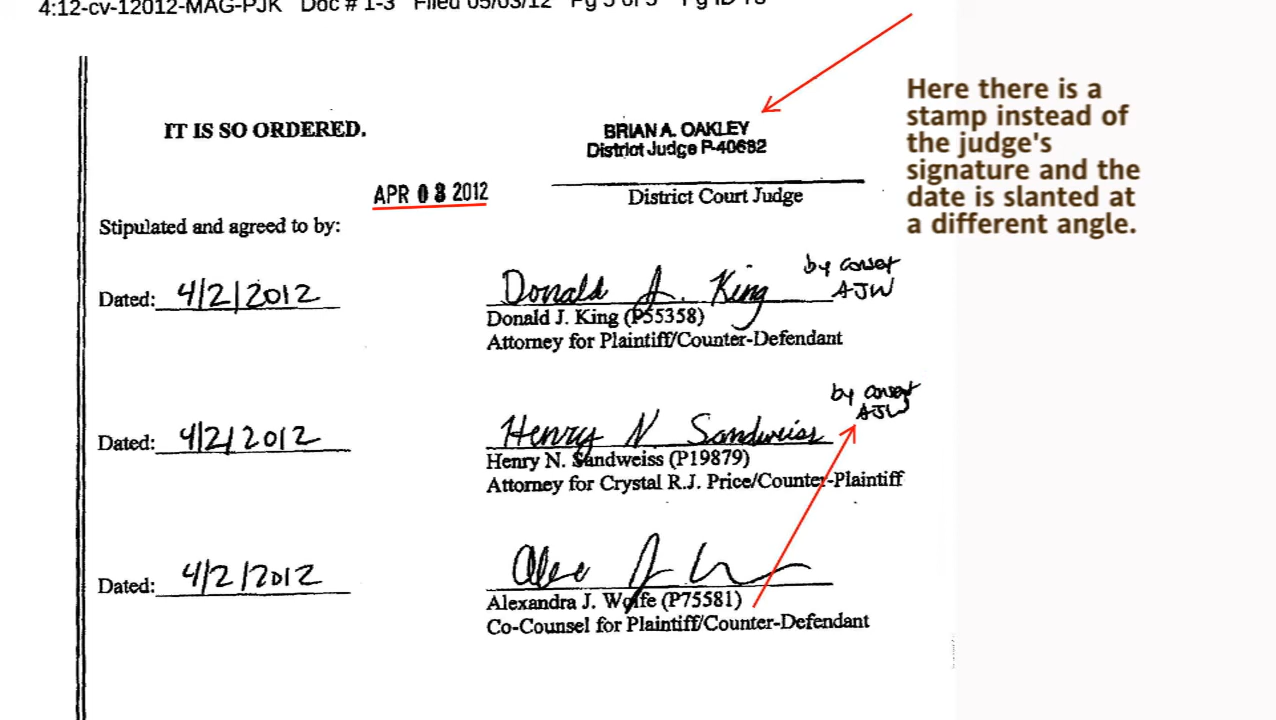 4:12-cv-12012-MAG-PJK Doc # 1-3 Filed 05/03/12 Pg 5 of 5 Pg ID 78
IT IS SO ORDERED.
BRIAN A. OAKLEY
District Judge P-40682
APR 03 2012
District Court Judge
Stipulated and agreed to by:
Dated: 4/2/2012
Donald J. King by consent
AJW
Donald J. King (P55358)
Attorney for Plaintiff/Counter-Defendant
Dated: 4/2/2012
Henry N. Sandweiss by consent
AJW
Henry N. Sandweiss (P19879)
Attorney for Crystal R.J. Price/Counter-Plaintiff
Dated: 4/2/2012
Alexandra J. Wolfe (P75581)
Co-Counsel for Plaintiff/Counter-Defendant
Here there is a
stamp instead of
the judge's
signature and the
date is slanted at
a different angle.